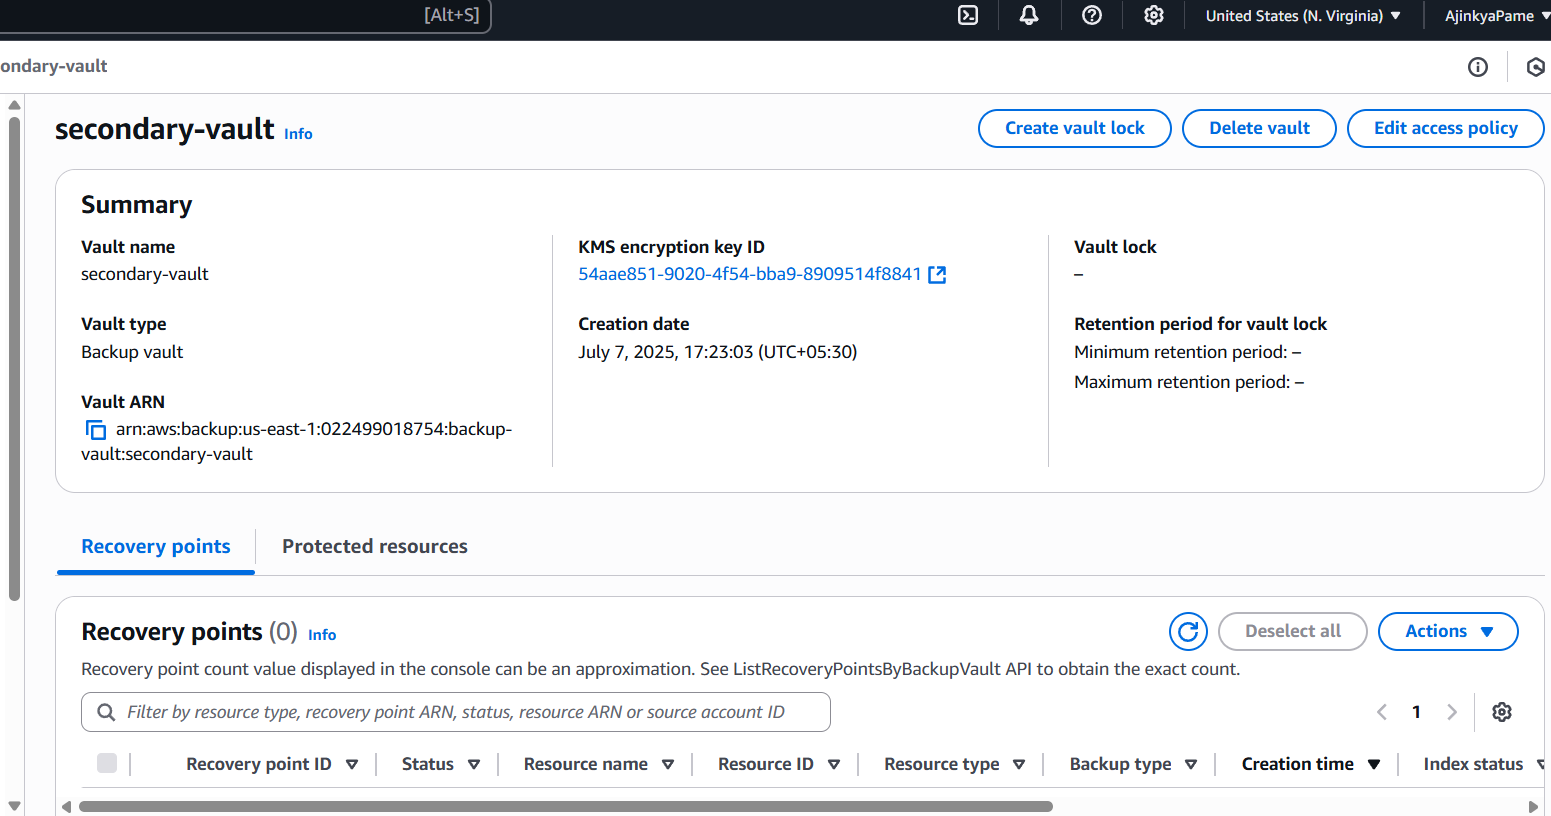 [Alt+S]
United States (N. Virginia)
AjinkyaPame
ondary-vault
secondary-vault Info
Create vault lock
Delete vault
Edit access policy
Summary
Vault name
secondary-vault
Vault type
Backup vault
Vault ARN
arn:aws:backup:us-east-1:022499018754:backup-
vault:secondary-vault
KMS encryption key ID
54aae851-9020-4f54-bba9-8909514f8841
Creation date
July 7, 2025, 17:23:03 (UTC+05:30)
Vault lock
–
Retention period for vault lock
Minimum retention period: –
Maximum retention period: –
Recovery points
Protected resources
Recovery points (0) Info
Deselect all
Actions
Recovery point count value displayed in the console can be an approximation. See ListRecoveryPointsByBackupVault API to obtain the exact count.
Filter by resource type, recovery point ARN, status, resource ARN or source account ID
1
Recovery point ID
Status
Resource name
Resource ID
Resource type
Backup type
Creation time
Index status